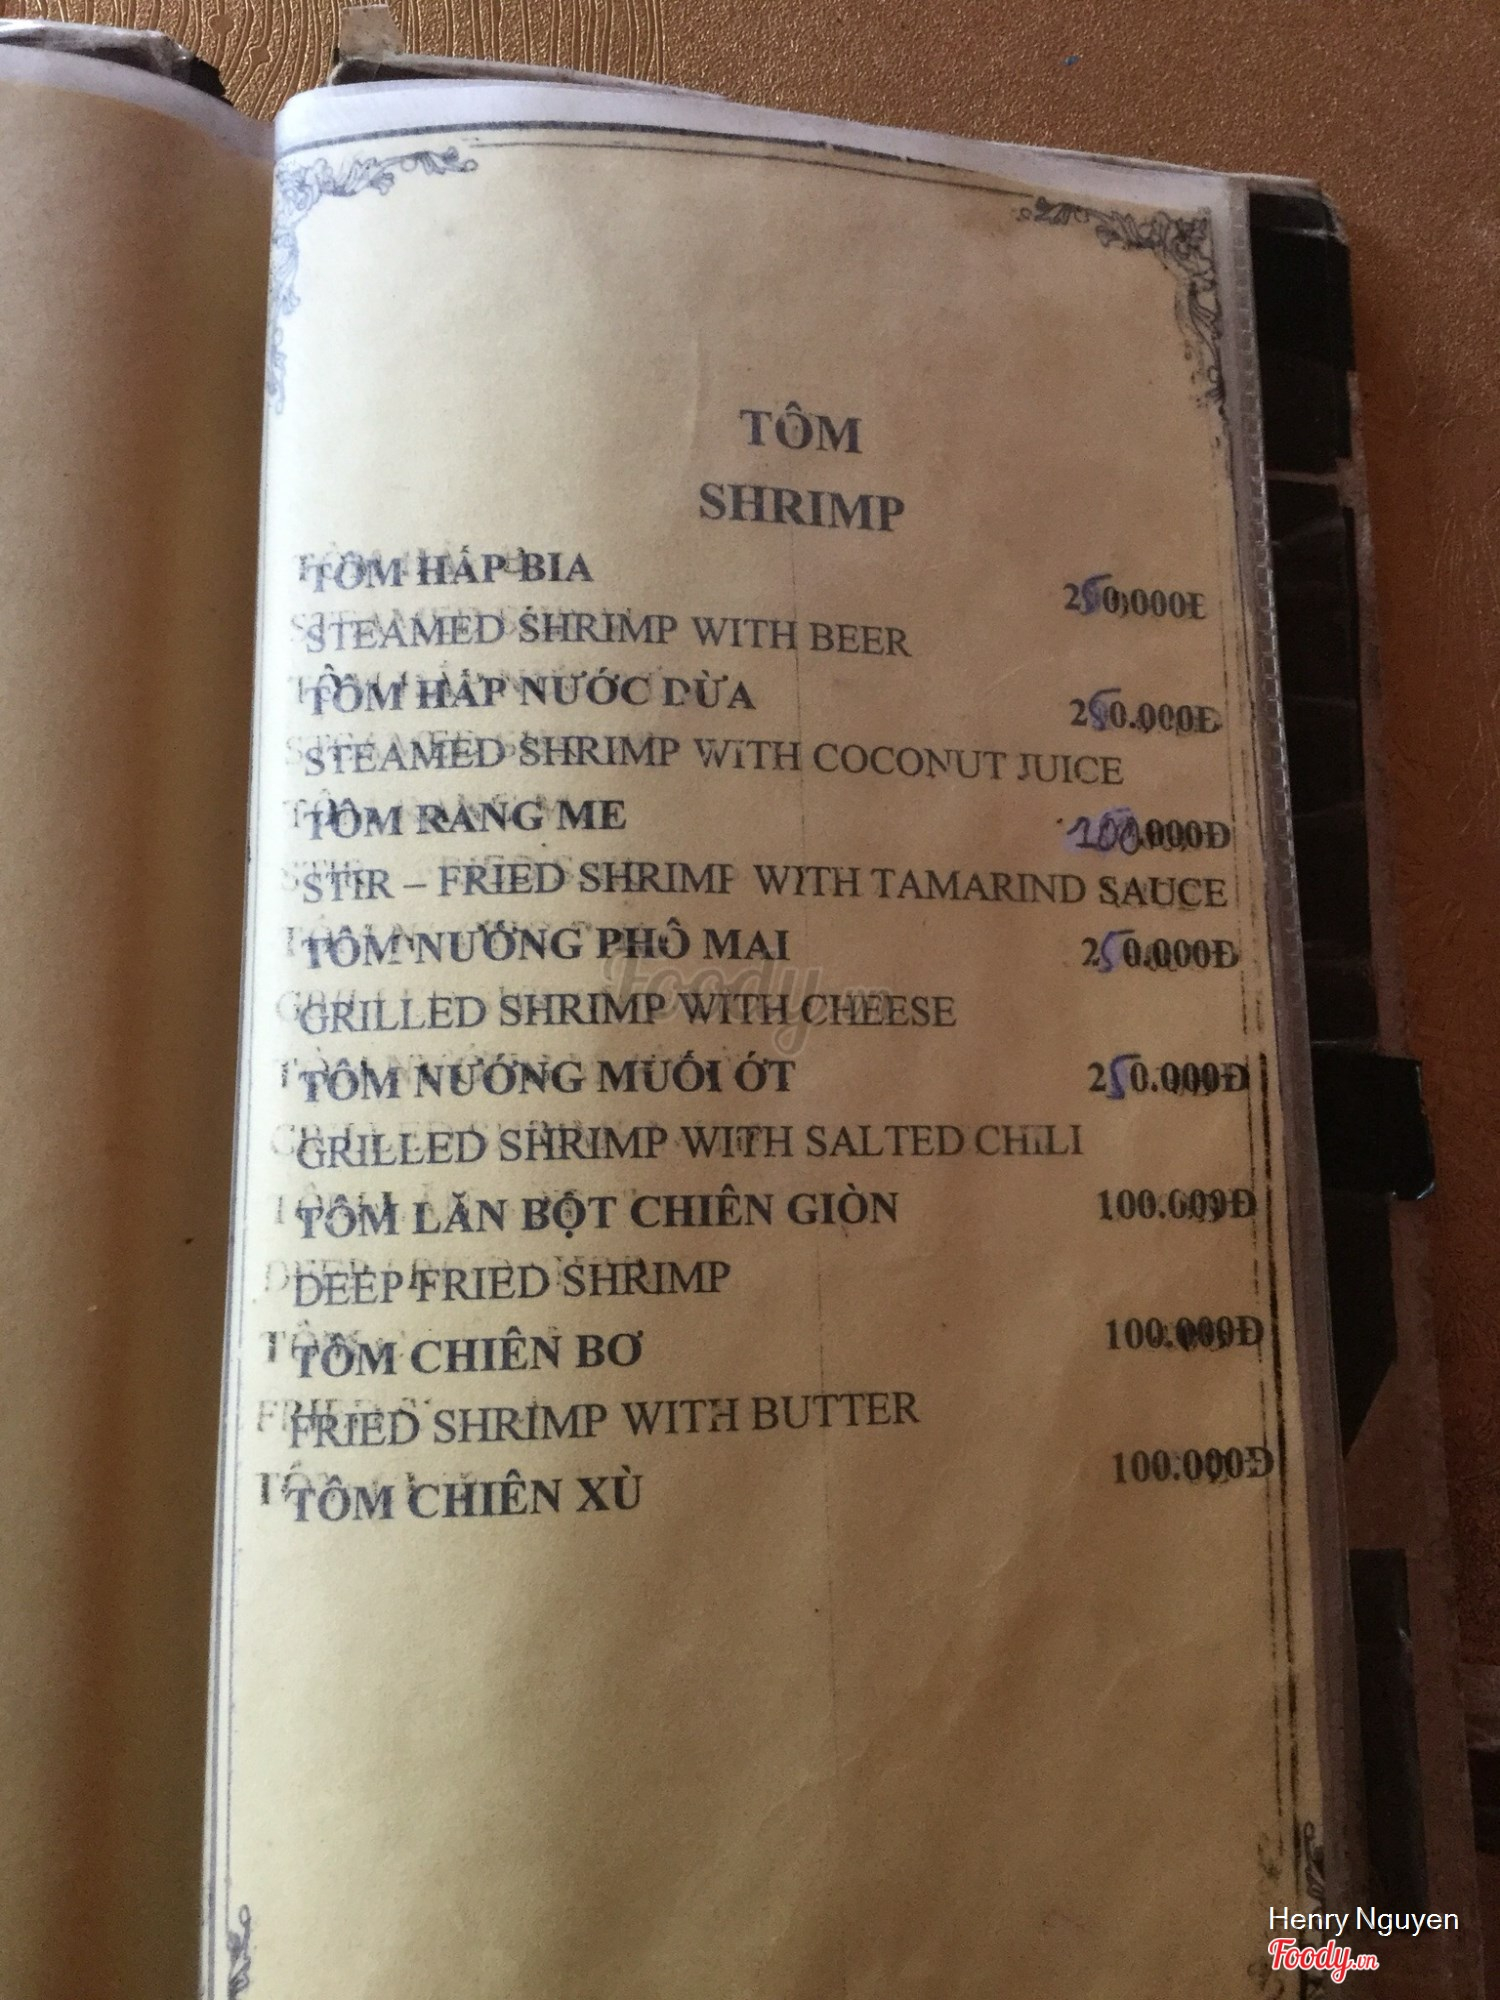 TÔM
SHRIMP
TÔM HẤP BIA 250.000Đ
STEAMED SHRIMP WITH BEER
TÔM HẤP NƯỚC DỪA 250.000Đ
STEAMED SHRIMP WITH COCONUT JUICE
TÔM RANG ME 100.000Đ
STIR – FRIED SHRIMP WITH TAMARIND SAUCE
TÔM NƯỚNG PHÔ MAI 250.000Đ
GRILLED SHRIMP WITH CHEESE
TÔM NƯỚNG MUỐI ỚT 250.000Đ
GRILLED SHRIMP WITH SALTED CHILI
TÔM LĂN BỘT CHIÊN GIÒN 100.000Đ
DEEP FRIED SHRIMP
TÔM CHIÊN BƠ 100.000Đ
FRIED SHRIMP WITH BUTTER
TÔM CHIÊN XÙ 100.000Đ
Foody.vn
Henry Nguyen
Foody.vn